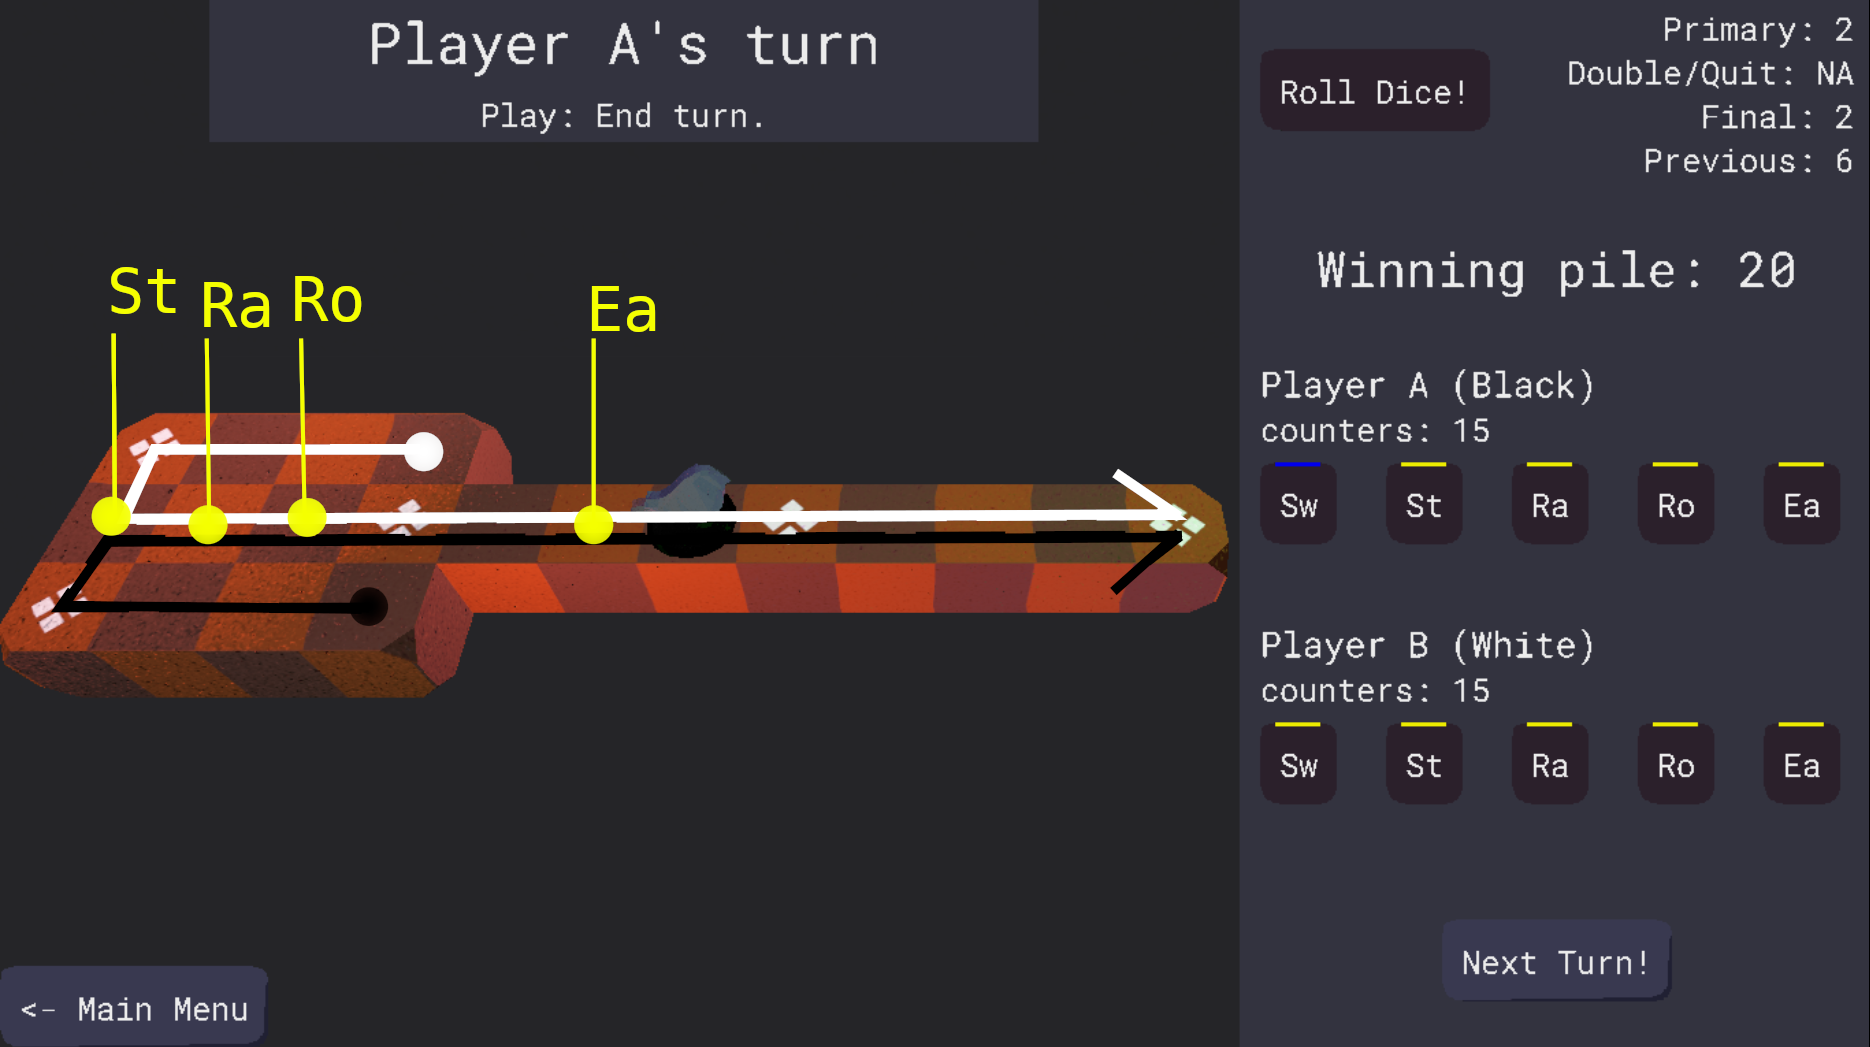 Player A's turn
Play: End turn.
St
Ra
Ro
Ea
<- Main Menu
Roll Dice!
Primary: 2
Double/Quit: NA
Final: 2
Previous: 6
Winning pile: 20
Player A (Black)
counters: 15
Sw St Ra Ro Ea
Player B (White)
counters: 15
Sw St Ra Ro Ea
Next Turn!